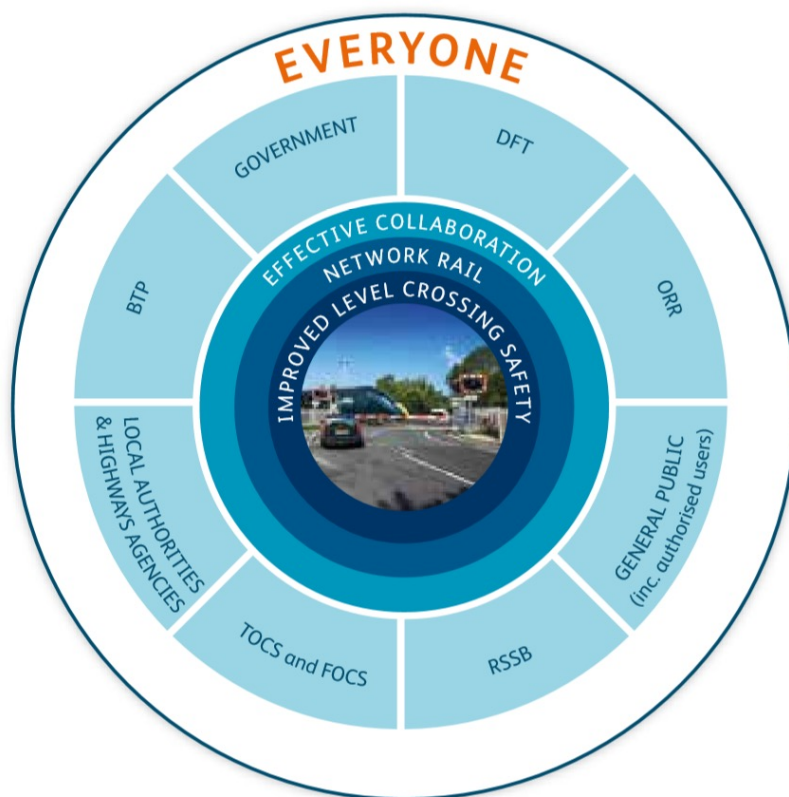 EVERYONE
GOVERNMENT
DFT
ORR
GENERAL PUBLIC
(inc. authorised users)
RSSB
TOCS and FOCS
LOCAL AUTHORITIES
& HIGHWAYS AGENCIES
BTP
EFFECTIVE COLLABORATION
NETWORK RAIL
IMPROVED LEVEL CROSSING SAFETY